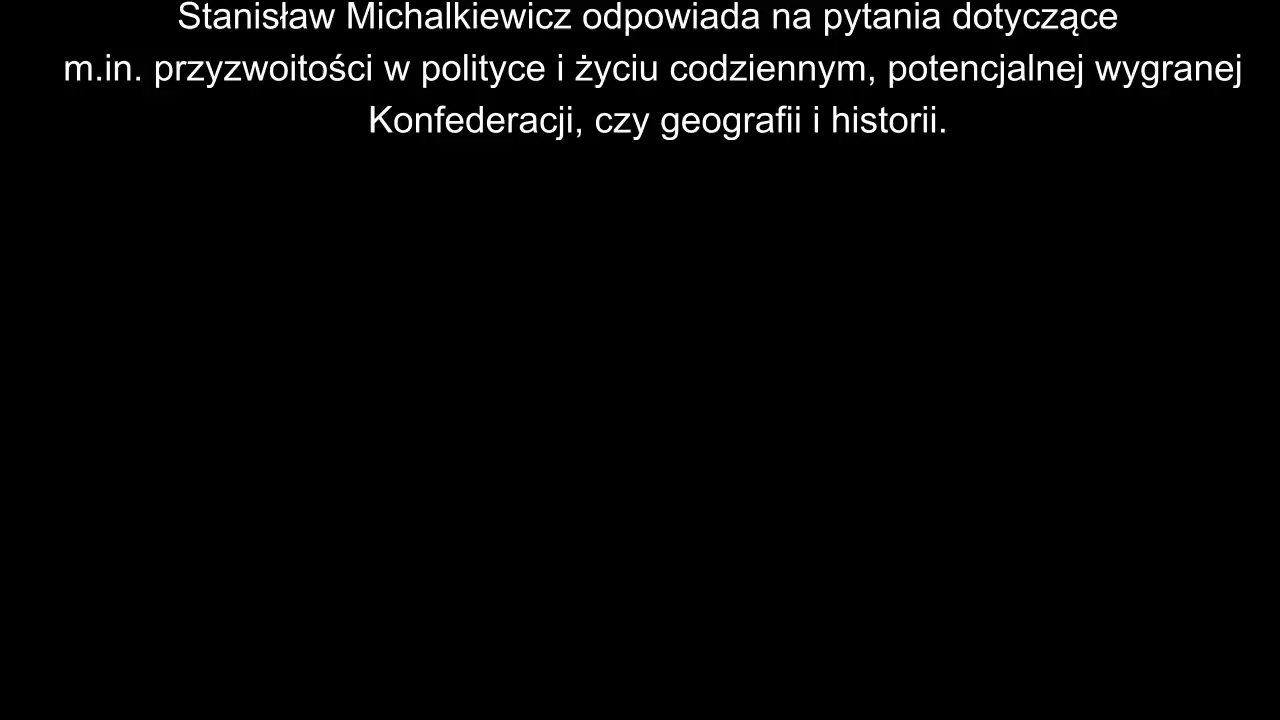 Stanisław Michalkiewicz odpowiada na pytania dotyczące
m.in. przyzwoitości w polityce i życiu codziennym, potencjalnej wygranej
Konfederacji, czy geografii i historii.